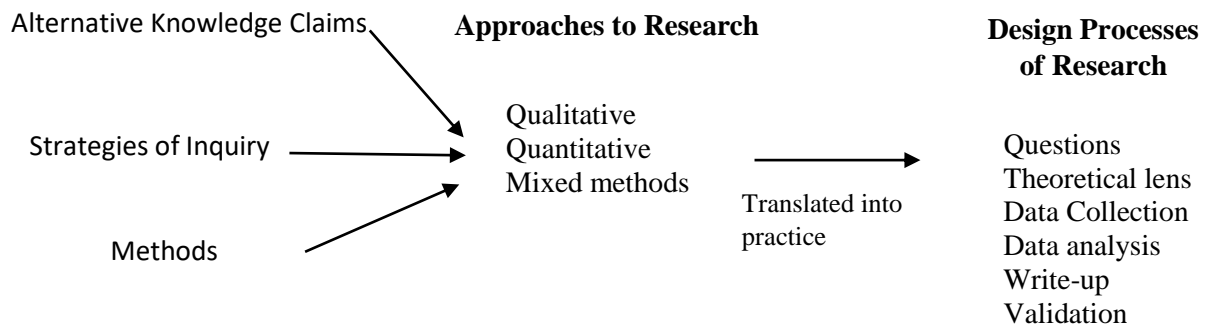 Alternative Knowledge Claims
Strategies of Inquiry
Methods
Approaches to Research
Qualitative
Quantitative
Mixed methods
Translated into
practice
Design Processes
of Research
Questions
Theoretical lens
Data Collection
Data analysis
Write-up
Validation